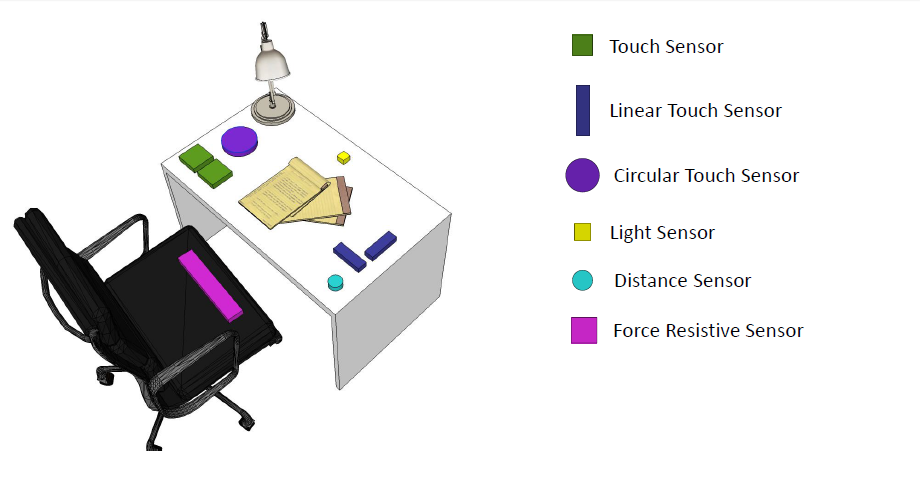 Touch Sensor
Linear Touch Sensor
Circular Touch Sensor
Light Sensor
Distance Sensor
Force Resistive Sensor